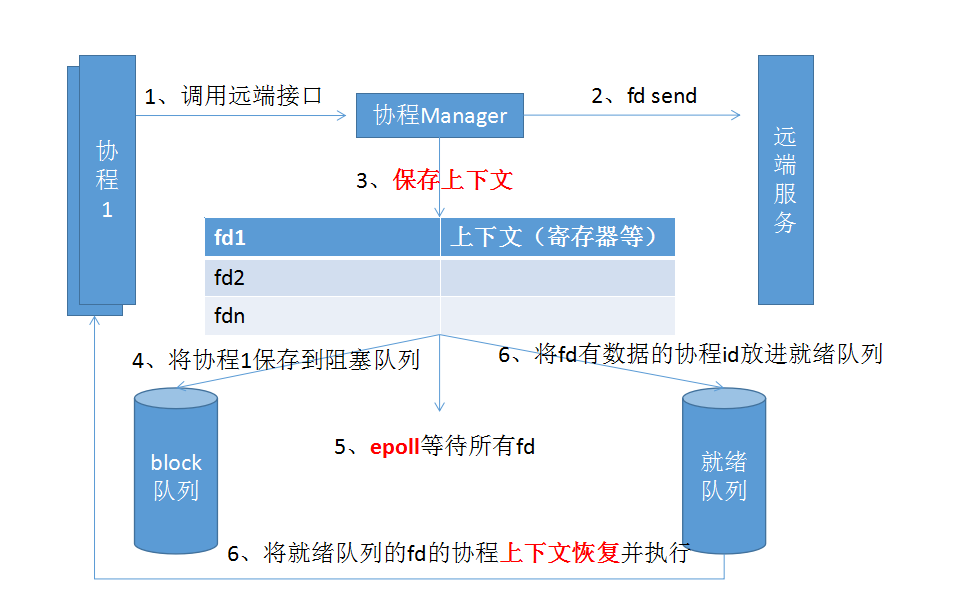 1、调用远端接口
2、fd send
协程Manager
协
程
1
远
端
服
务
3、保存上下文
fd1 上下文（寄存器等）
fd2
fdn
4、将协程1保存到阻塞队列
6、将fd有数据的协程id放进就绪队列
5、epoll等待所有fd
block
队列
就绪
队列
6、将就绪队列的fd的协程上下文恢复并执行